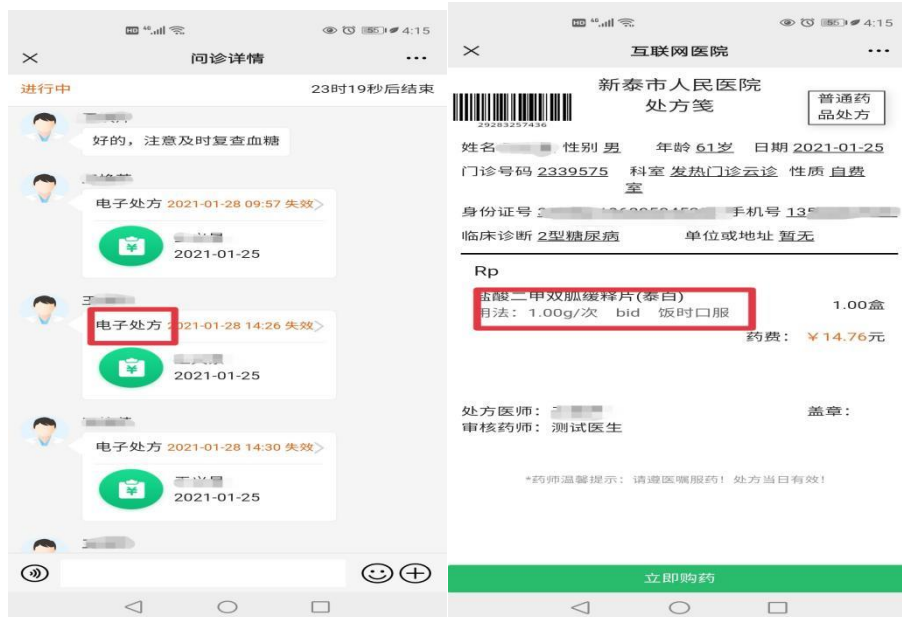 HD 4G 55 4:15
问诊详情
进行中 23时19秒后结束
好的，注意及时复查血糖
电子处方 2021-01-28 09:57 失效
2021-01-25
电子处方 2021-01-28 14:26 失效
2021-01-25
电子处方 2021-01-28 14:30 失效
2021-01-25
HD 4G 55 4:15
互联网医院
新泰市人民医院
处方笺
普通药
品处方
29283257436
姓名 性别 男 年龄 61岁 日期 2021-01-25
门诊号码 2339575 科室 发热门诊云诊室 性质 自费
身份证号 手机号 135
临床诊断 2型糖尿病 单位或地址 暂无
Rp
盐酸二甲双胍缓释片(泰白) 1.00盒
用法：1.00g/次 bid 饭时口服
药费：￥14.76元
处方医师： 盖章：
审核药师：测试医生
*药师温馨提示：请遵医嘱服药！处方当日有效！
立即购药